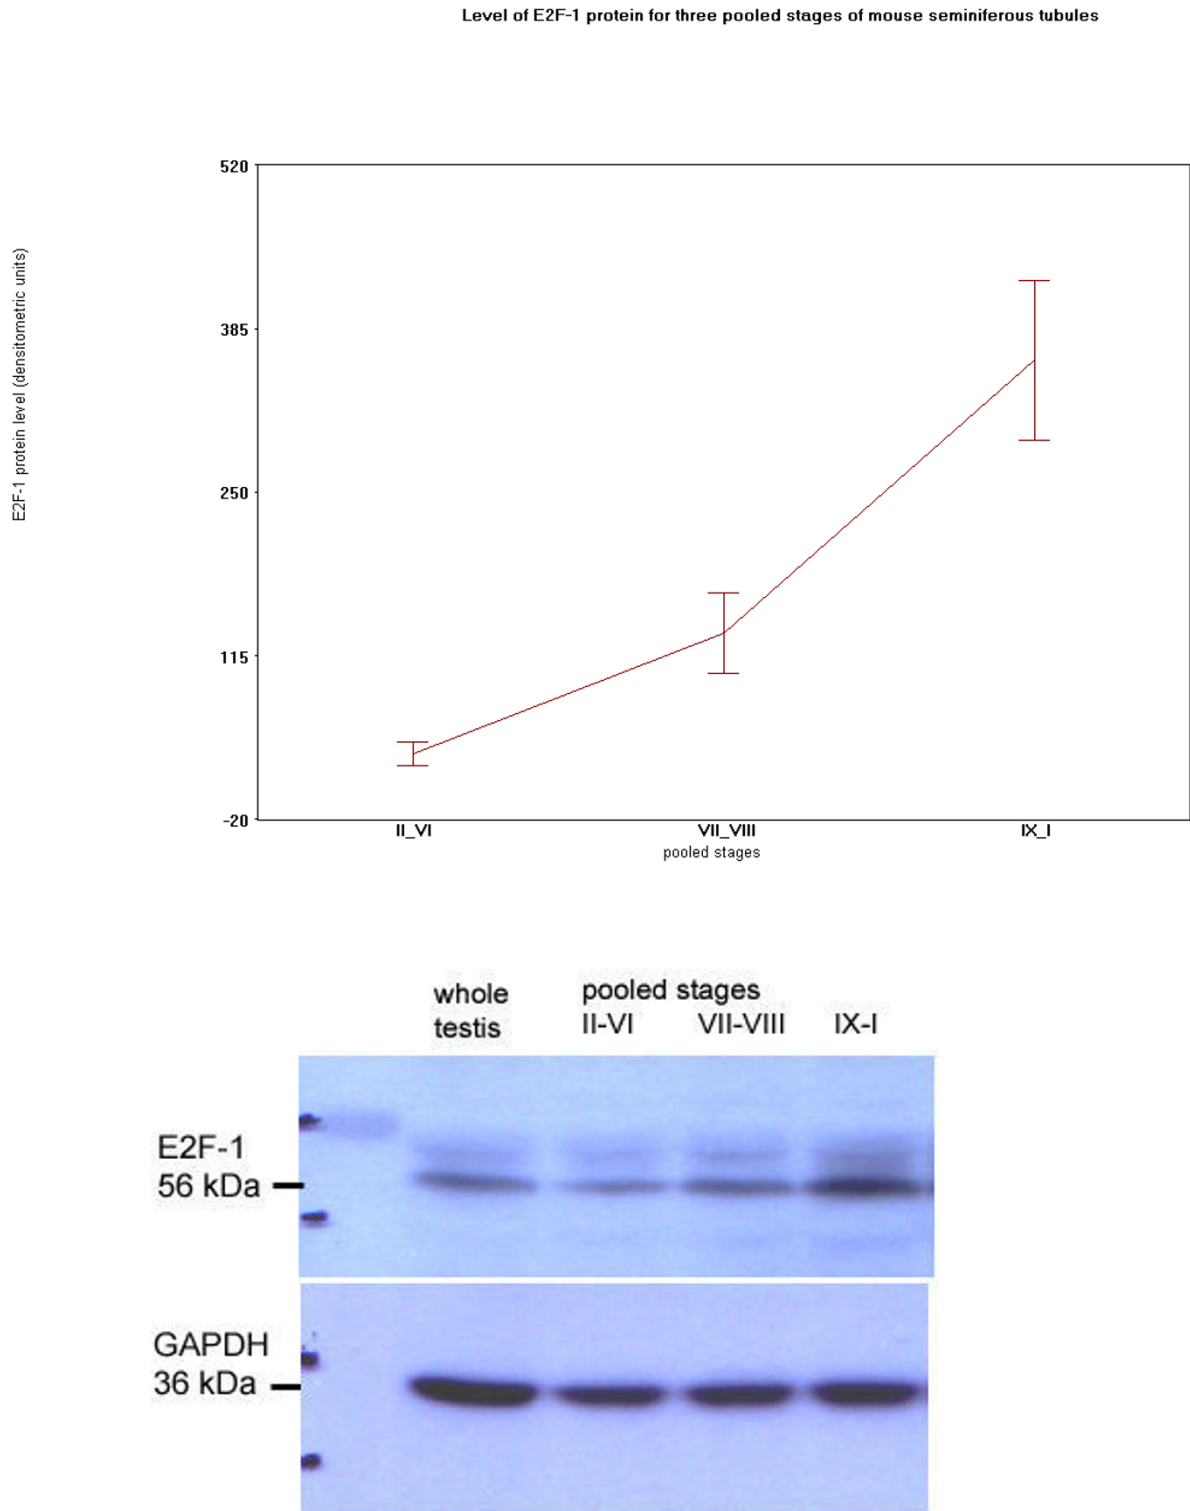 Level of E2F-1 protein for three pooled stages of mouse seminiferous tubules
E2F-1 protein level (densitometric units)
520
385
250
115
-20
II_VI VII_VIII IX_I
pooled stages
whole testis
pooled stages
II-VI VII-VIII IX-I
E2F-1
56 kDa
GAPDH
36 kDa